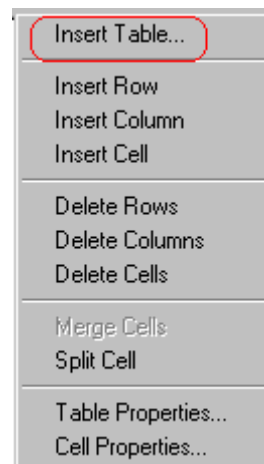 Insert Table...
Insert Row
Insert Column
Insert Cell
Delete Rows
Delete Columns
Delete Cells
Merge Cells
Split Cell
Table Properties...
Cell Properties...